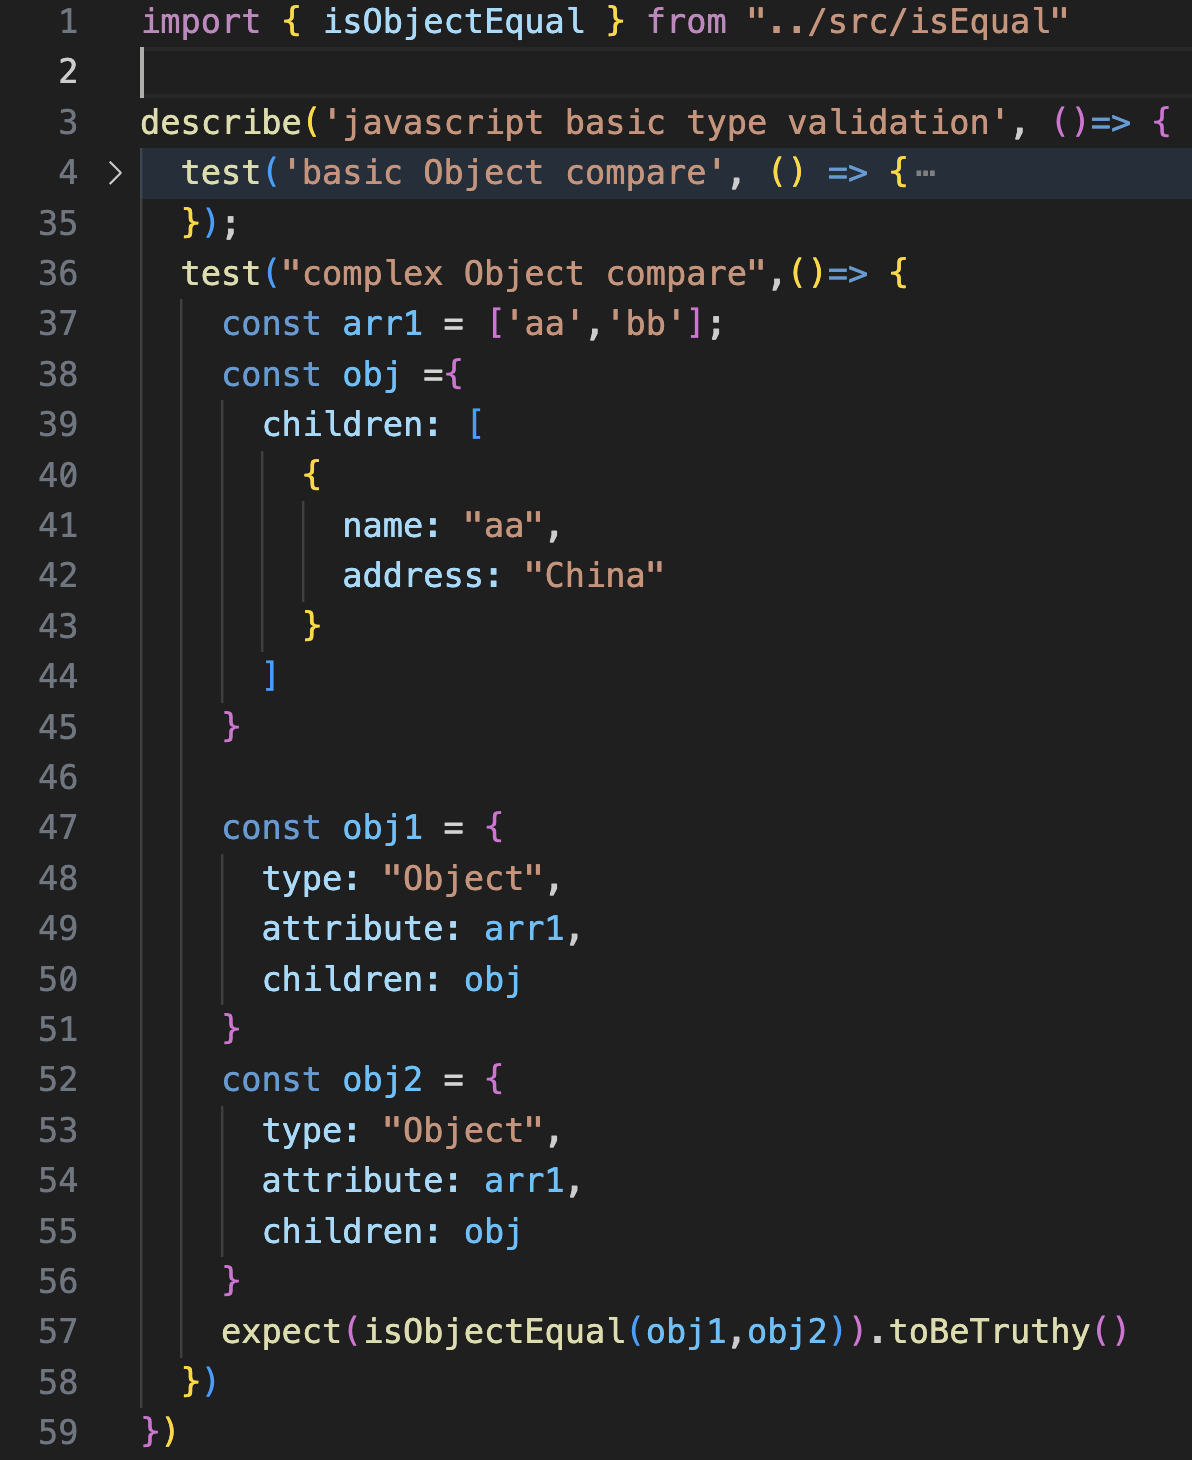 1 import { isObjectEqual } from "../src/isEqual"
2
3 describe('javascript basic type validation', ()=> {
4 > test('basic Object compare', () => { ⋯
35 });
36 test("complex Object compare",()=> {
37 const arr1 = ['aa','bb'];
38 const obj ={
39 children: [
40 {
41 name: "aa",
42 address: "China"
43 }
44 ]
45 }
46
47 const obj1 = {
48 type: "Object",
49 attribute: arr1,
50 children: obj
51 }
52 const obj2 = {
53 type: "Object",
54 attribute: arr1,
55 children: obj
56 }
57 expect(isObjectEqual(obj1,obj2)).toBeTruthy()
58 })
59 })